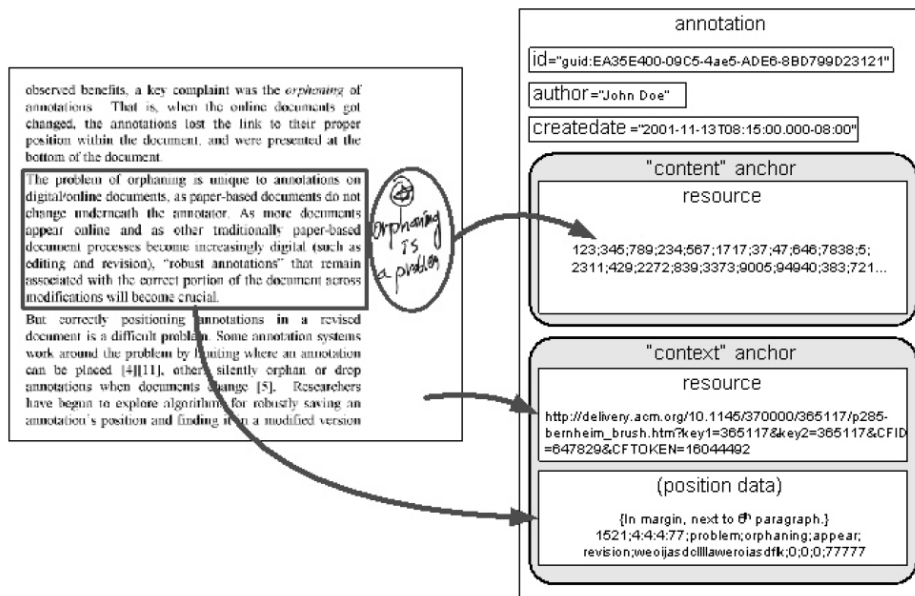 observed benefits, a key complaint was the orphaning of
annotations. That is, when the online documents got
changed, the annotations lost the link to their proper
position within the document, and were presented at the
bottom of the document.
The problem of orphaning is unique to annotations on
digital/online documents, as paper-based documents do not
change underneath the annotator. As more documents
appear online and as other traditionally paper-based
document processes become increasingly digital (such as
editing and revision), "robust annotations" that remain
associated with the correct portion of the document across
modifications will become crucial.
But correctly positioning annotations in a revised
document is a difficult problem. Some annotation systems
work around the problem by limiting where an annotation
can be placed [4][11], others silently orphan or drop
annotations when documents change [5]. Researchers
have begun to explore algorithms for robustly saving an
annotation's position and finding it in a modified version
orphaning
IS
a problem
annotation
id="guid:EA35E400-09C5-4ae5-ADE6-8BD799D23121"
author="John Doe"
createdate="2001-11-13T08:15:00.000-08:00"
"content" anchor
resource
123;345;789;234;567;1717;37;47;646;7838;5;
2311;429;2272;839;3373;9005;94940;383;721...
"context" anchor
resource
http://delivery.acm.org/10.1145/370000/365117/p285-
bernheim_brush.htm?key1=365117&key2=365117&CFID
=647829&CFTOKEN=16044492
(position data)
{In margin, next to 6th paragraph.}
1521;4:4:4:77;problem;orphaning;appear;
revision;weoijasdcllllaweroiasdflk;0;0;0;77777